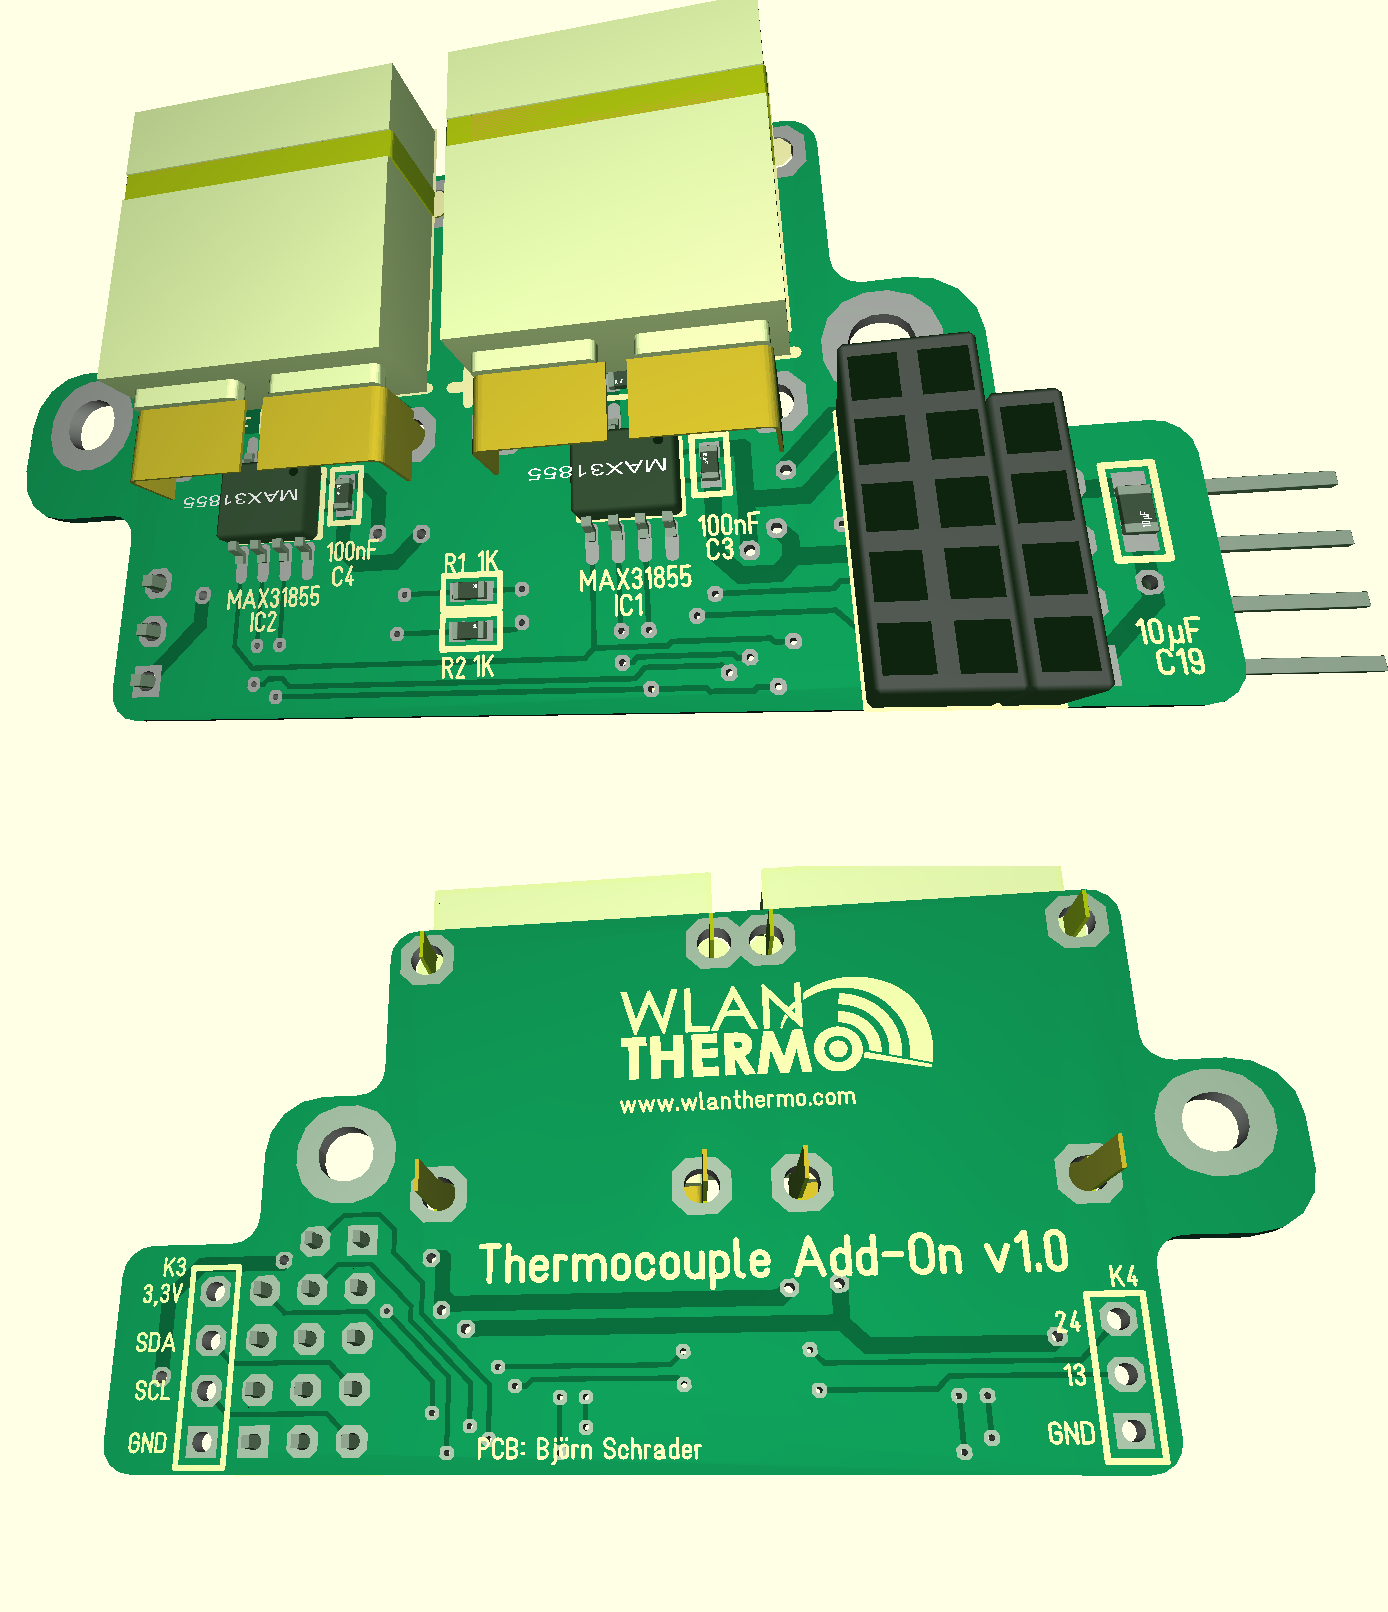 MAX31855
MAX31855
MAX31855
MAX31855
100nF
C4
100nF
C3
MAX31855
IC2
R1 1K
R2 1K
MAX31855
IC1
10µF
10µF
C19
WLAN
THERMO
www.wlanthermo.com
Thermocouple Add-On v1.0
K3
3,3V
SDA
SCL
GND
K4
24
13
GND
PCB: Björn Schrader